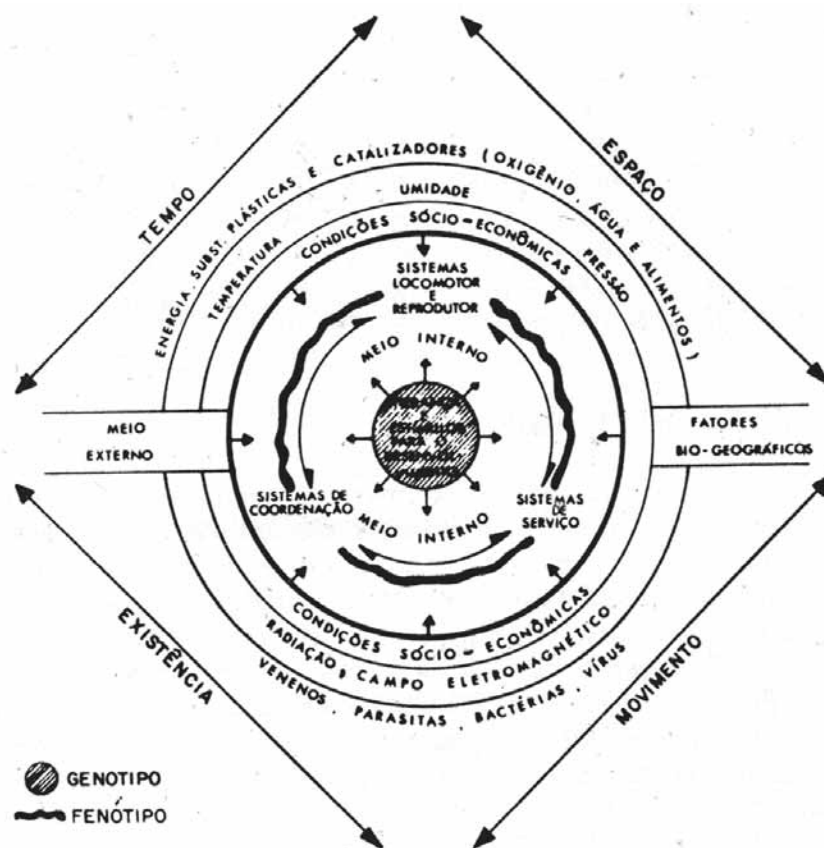 TEMPO
ESPAÇO
ENERGIA. SUBST. PLÁSTICAS E CATALIZADORES ( OXIGÊNIO, ÁGUA E ALIMENTOS )
UMIDADE
TEMPERATURA
PRESSÃO
CONDIÇÕES SÓCIO-ECONÔMICAS
SISTEMAS
LOCOMOTOR
E
REPRODUTOR
MEIO INTERNO
MEIO
EXTERNO
FATORES
BIO-GEOGRÁFICOS
E
ESTÍMULOS
PARA O
SISTEMAS DE
COORDENAÇÃO
SISTEMAS
DE
SERVIÇO
MEIO INTERNO
CONDIÇÕES SÓCIO-ECONÔMICAS
RADIAÇÃO, CAMPO ELETROMAGNÉTICO
VENENOS, PARASITAS, BACTÉRIAS, VÍRUS
EXISTÊNCIA
MOVIMENTO
GENOTIPO
FENÓTIPO